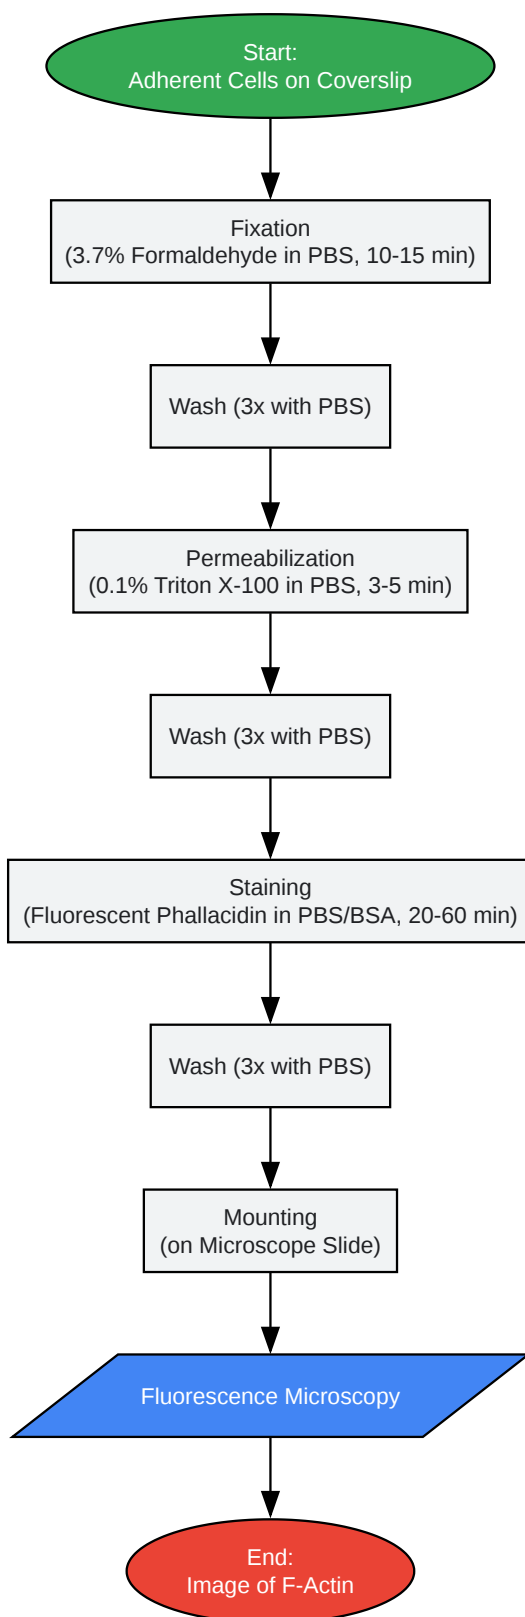 Start:
Adherent Cells on Coverslip
Fixation
(3.7% Formaldehyde in PBS, 10-15 min)
Wash (3x with PBS)
Permeabilization
(0.1% Triton X-100 in PBS, 3-5 min)
Wash (3x with PBS)
Staining
(Fluorescent Phallacidin in PBS/BSA, 20-60 min)
Wash (3x with PBS)
Mounting
(on Microscope Slide)
Fluorescence Microscopy
End:
Image of F-Actin